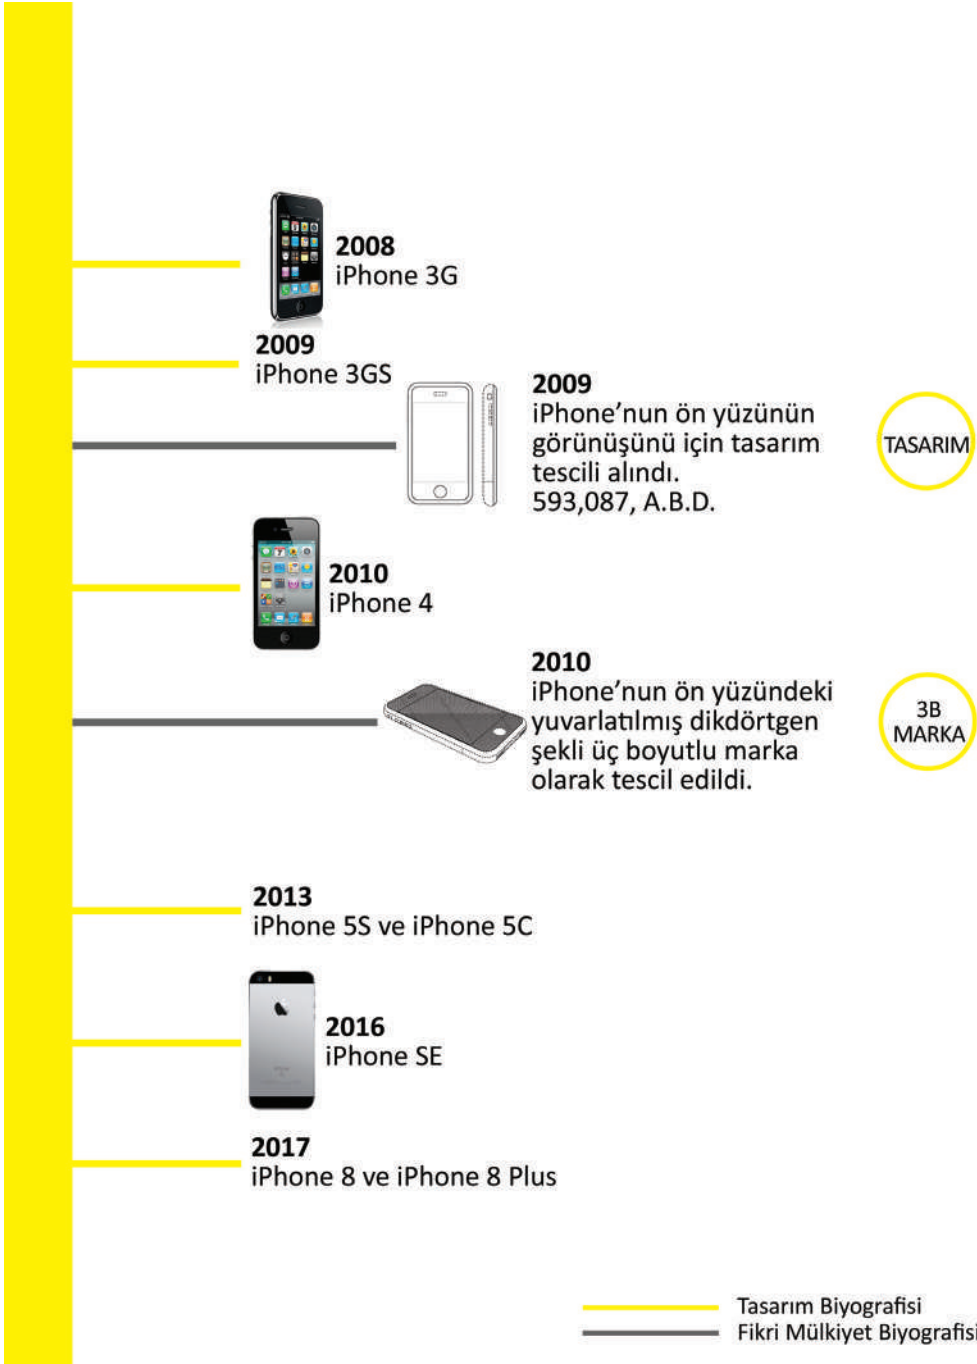 2008
iPhone 3G
2009
iPhone 3GS
2009
iPhone’nun ön yüzünün
görünüşünü için tasarım
tescili alındı.
593,087, A.B.D.
TASARIM
2010
iPhone 4
2010
iPhone’nun ön yüzündeki
yuvarlatılmış dikdörtgen
şekli üç boyutlu marka
olarak tescil edildi.
3B
MARKA
2013
iPhone 5S ve iPhone 5C
2016
iPhone SE
2017
iPhone 8 ve iPhone 8 Plus
Tasarım Biyografisi
Fikri Mülkiyet Biyografisi